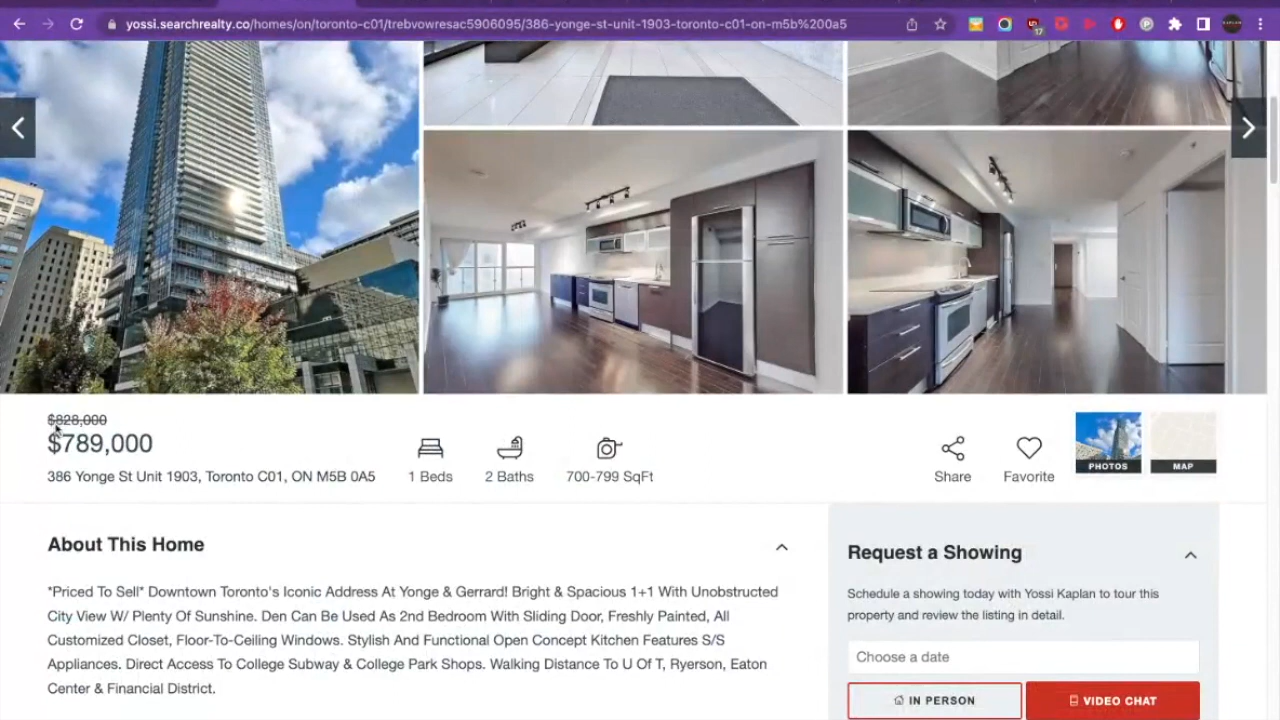 yossi.searchrealty.co/homes/on/toronto-c01/trebvowresac5906095/386-yonge-st-unit-1903-toronto-c01-on-m5b%200a5
17
$828,000
$789,000
386 Yonge St Unit 1903, Toronto C01, ON M5B 0A5
1 Beds
2 Baths
700-799 SqFt
Share
Favorite
PHOTOS
MAP
About This Home
*Priced To Sell* Downtown Toronto's Iconic Address At Yonge & Gerrard! Bright & Spacious 1+1 With Unobstructed
City View W/ Plenty Of Sunshine. Den Can Be Used As 2nd Bedroom With Sliding Door, Freshly Painted, All
Customized Closet, Floor-To-Ceiling Windows. Stylish And Functional Open Concept Kitchen Features S/S
Appliances. Direct Access To College Subway & College Park Shops. Walking Distance To U Of T, Ryerson, Eaton
Center & Financial District.
Request a Showing
Schedule a showing today with Yossi Kaplan to tour this
property and review the listing in detail.
Choose a date
IN PERSON
VIDEO CHAT